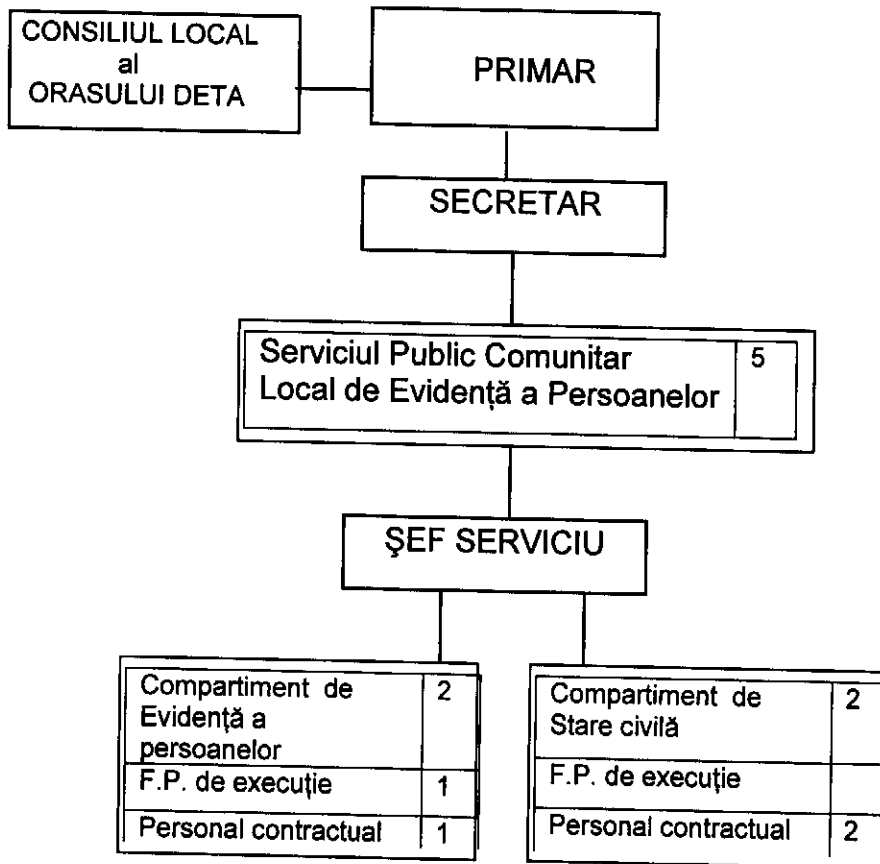 CONSILIUL LOCAL
al
ORASULUI DETA
PRIMAR
SECRETAR
Serviciul Public Comunitar 5
Local de Evidență a Persoanelor
ŞEF SERVICIU
Compartiment de 2
Evidență a
persoanelor
F.P. de execuție 1
Personal contractual 1
Compartiment de 2
Stare civilă
F.P. de execuție
Personal contractual 2